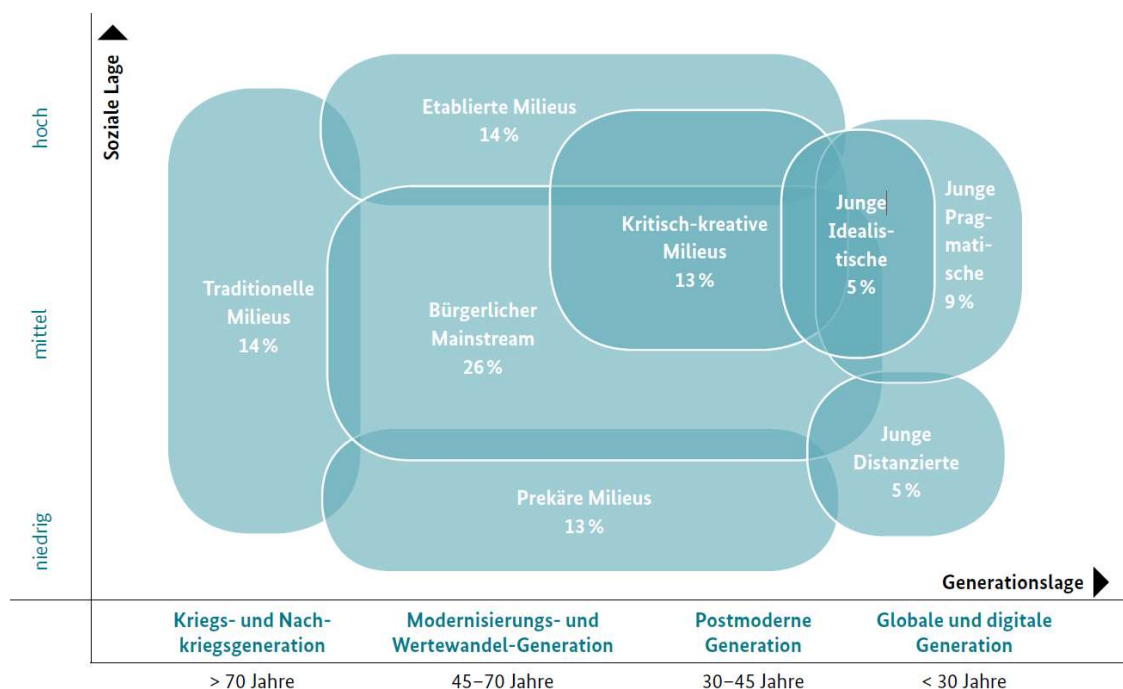 Soziale Lage
hoch
mittel
niedrig
Etablierte Milieus
14 %
Traditionelle
Milieus
14 %
Bürgerlicher
Mainstream
26 %
Kritisch-kreative
Milieus
13 %
Junge
Idealis-
tische
5 %
Junge
Prag-
mati-
sche
9 %
Junge
Distanzierte
5 %
Prekäre Milieus
13 %
Generationslage
Kriegs- und Nach-
kriegsgeneration
Modernisierungs- und
Wertewandel-Generation
Postmoderne
Generation
Globale und digitale
Generation
> 70 Jahre
45–70 Jahre
30–45 Jahre
< 30 Jahre